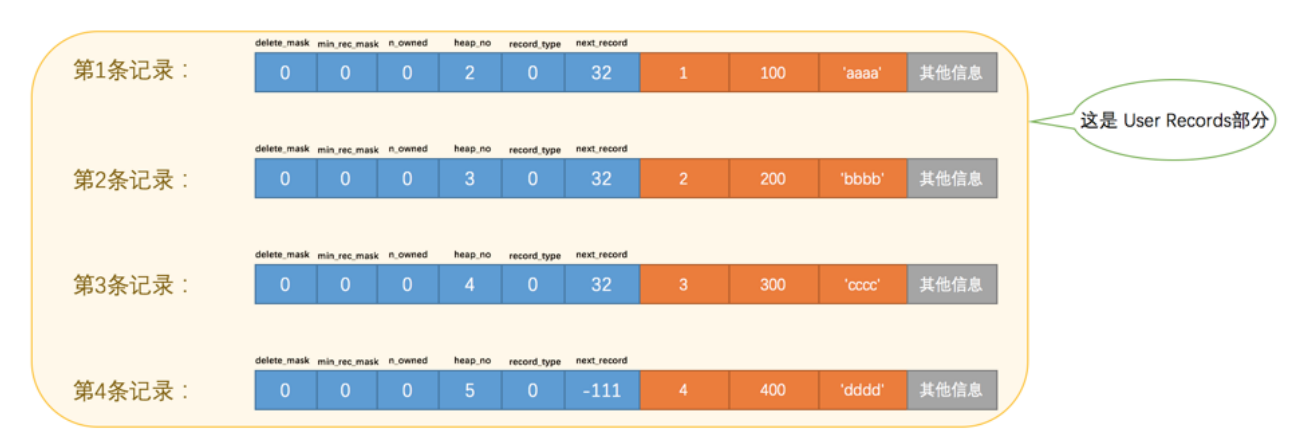 delete_mask min_rec_mask n_owned heap_no record_type next_record
第1条记录： 0 0 0 2 0 32 1 100 'aaaa' 其他信息
这是 User Records部分
delete_mask min_rec_mask n_owned heap_no record_type next_record
第2条记录： 0 0 0 3 0 32 2 200 'bbbb' 其他信息
delete_mask min_rec_mask n_owned heap_no record_type next_record
第3条记录： 0 0 0 4 0 32 3 300 'cccc' 其他信息
delete_mask min_rec_mask n_owned heap_no record_type next_record
第4条记录： 0 0 0 5 0 -111 4 400 'dddd' 其他信息